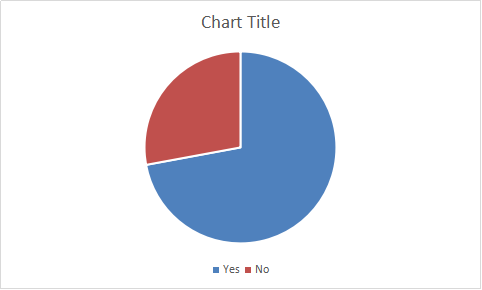 Chart Title
Yes No